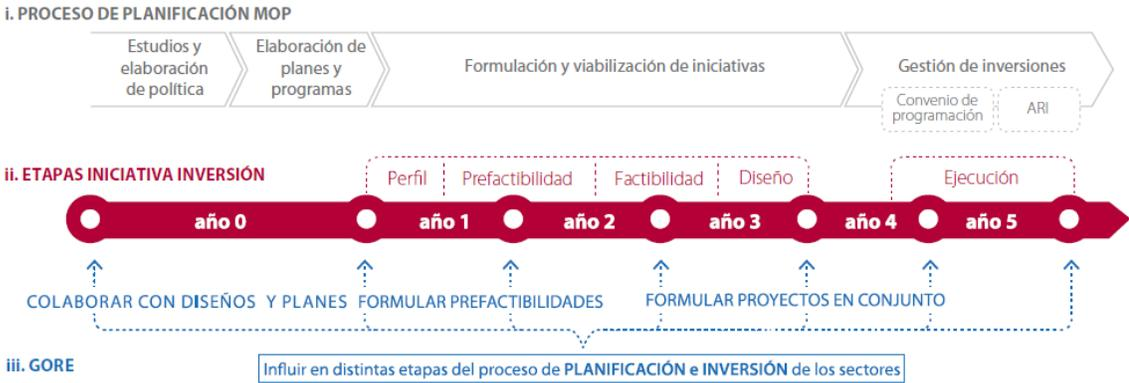 i. PROCESO DE PLANIFICACIÓN MOP
Estudios y
elaboración
de política
Elaboración de
planes y
programas
Formulación y viabilización de iniciativas
Gestión de inversiones
Convenio de
programación
ARI
ii. ETAPAS INICIATIVA INVERSIÓN
Perfil
Prefactibilidad
Factibilidad
Diseño
Ejecución
año 0
año 1
año 2
año 3
año 4
año 5
COLABORAR CON DISEÑOS Y PLANES
FORMULAR PREFACTIBILIDADES
FORMULAR PROYECTOS EN CONJUNTO
iii. GORE
Influir en distintas etapas del proceso de PLANIFICACIÓN e INVERSIÓN de los sectores